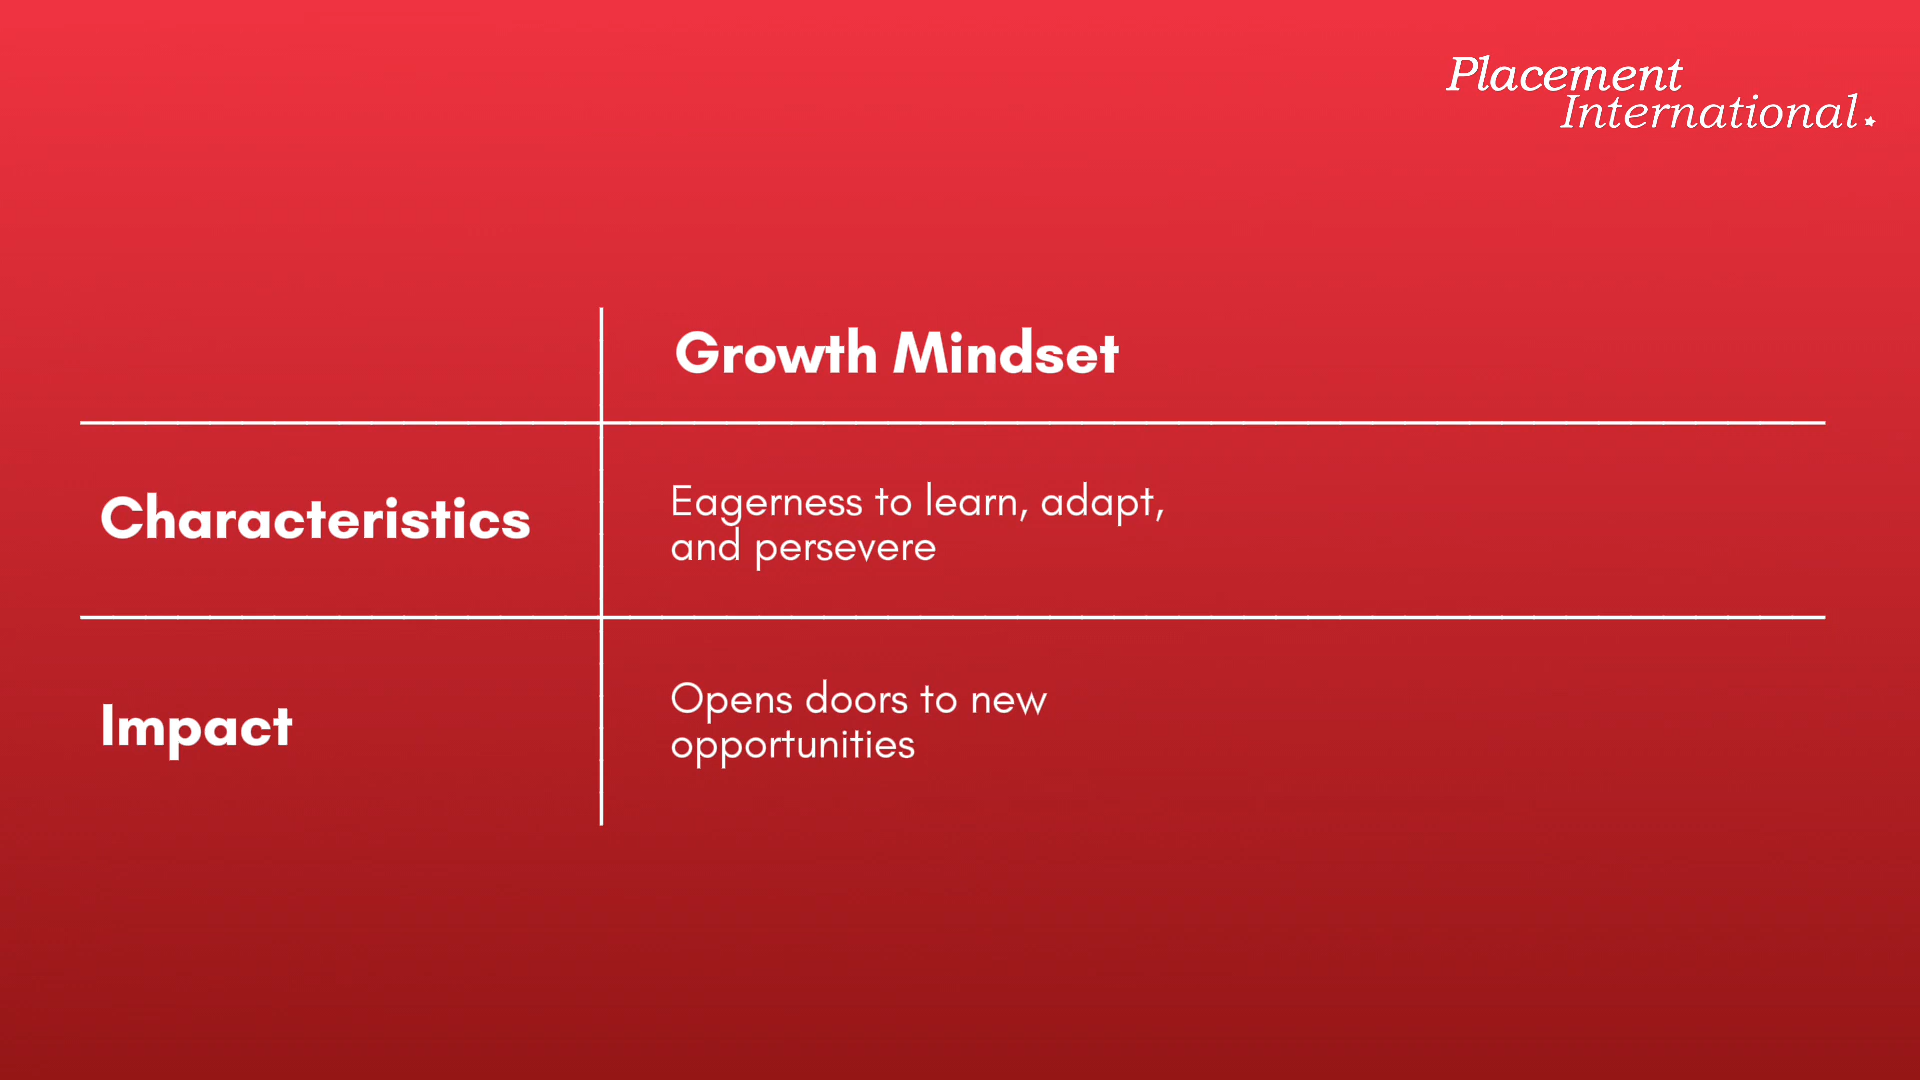 Placement
International
Growth Mindset
Characteristics
Eagerness to learn, adapt,
and persevere
Impact
Opens doors to new
opportunities